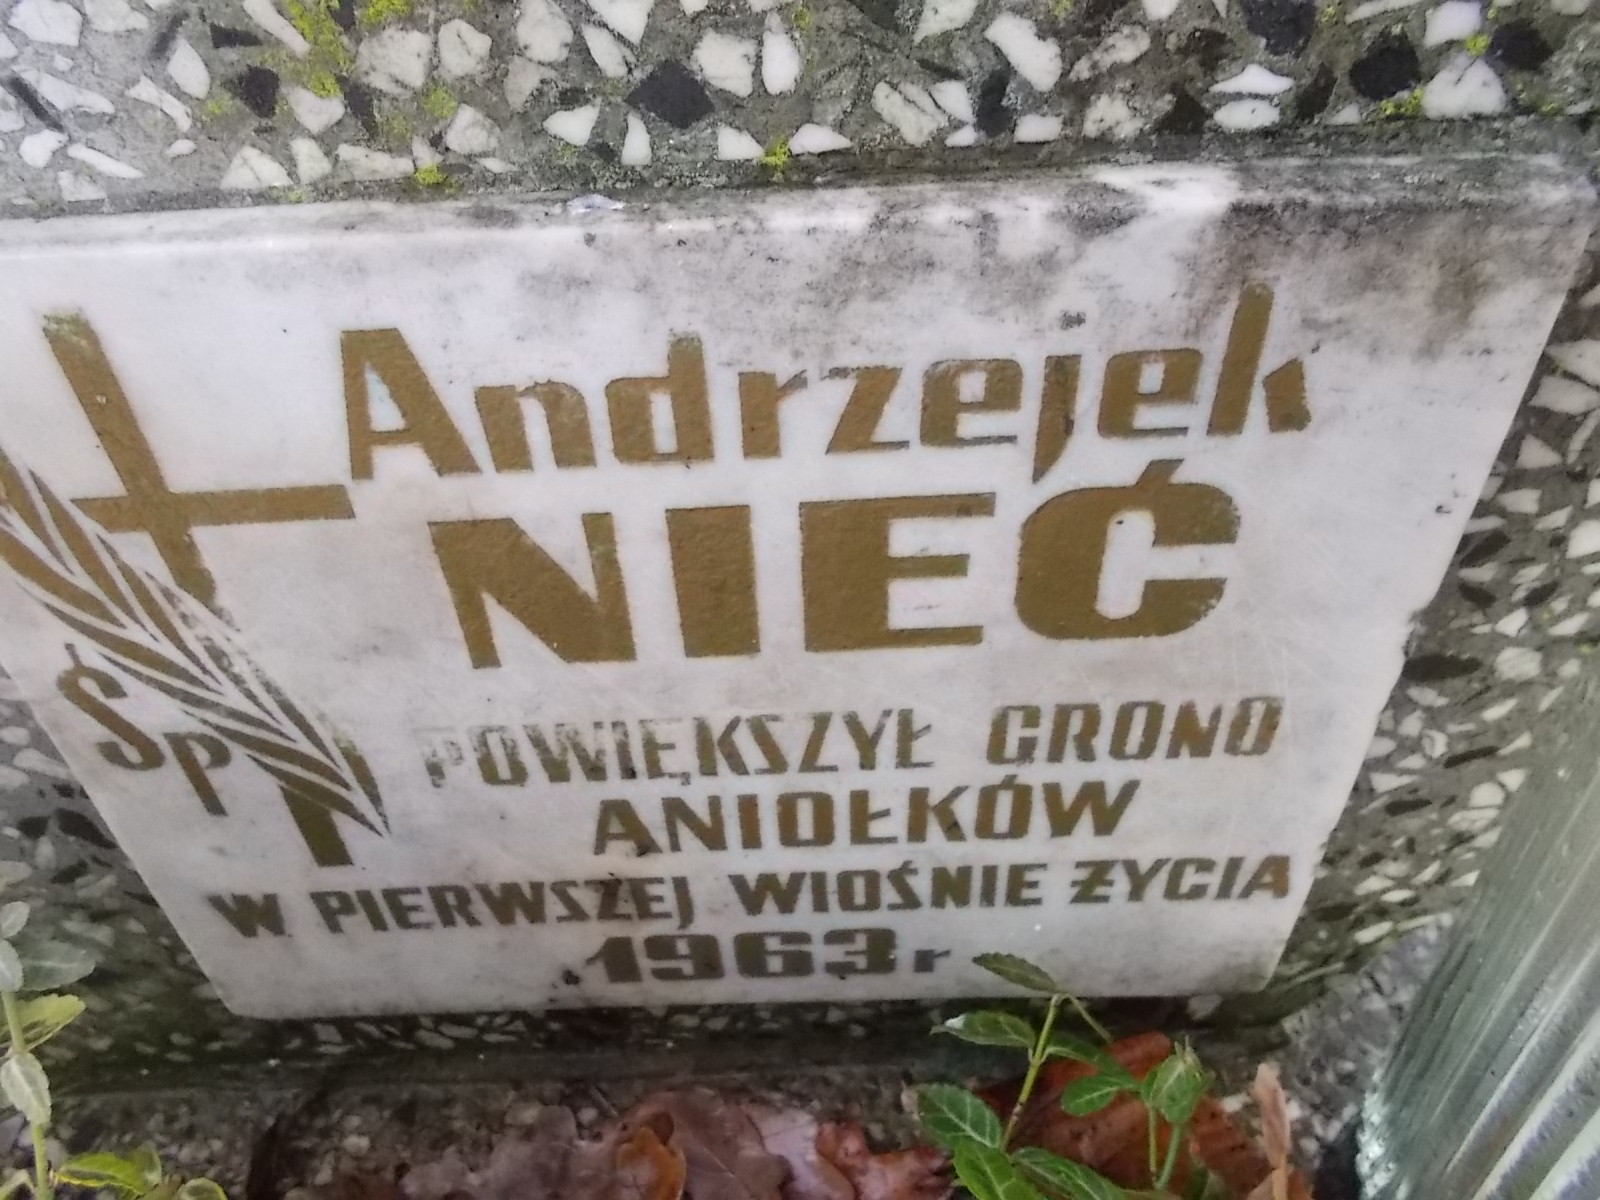 Andrzejek
NIEĆ
Śp
POWIĘKSZYŁ GRONO
ANIOŁKÓW
W PIERWSZEJ WIOŚNIE ŻYCIA
1963 r